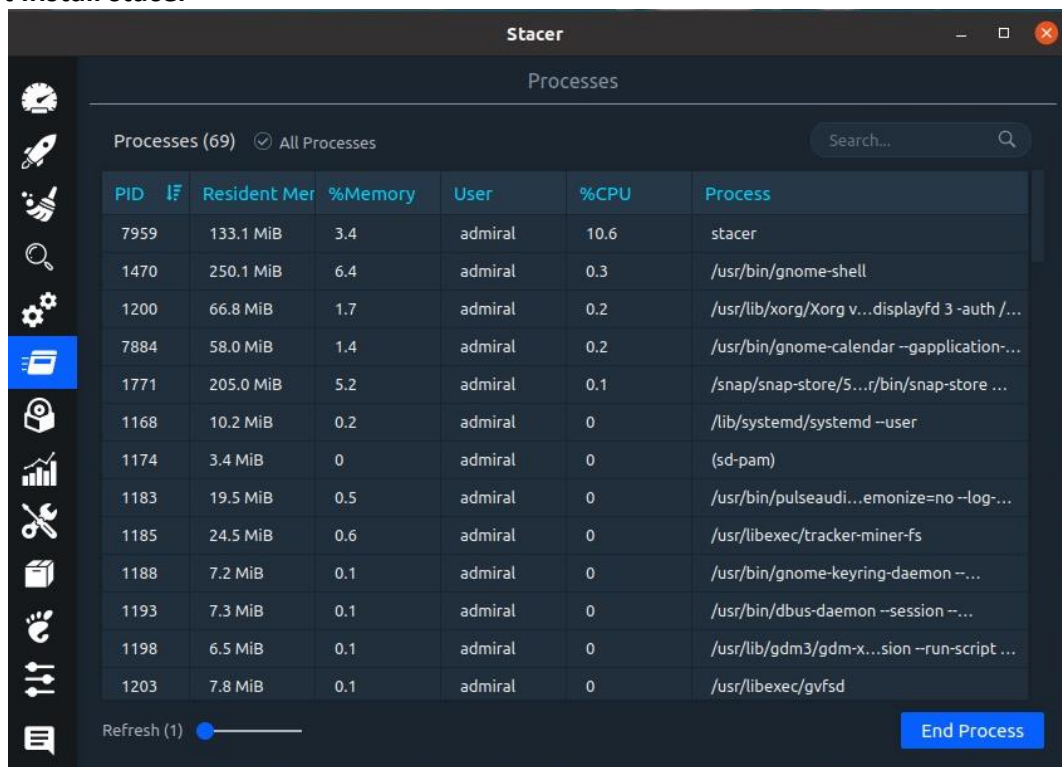 Stacer
Processes
Processes (69) All Processes Search...
PID Resident Mer %Memory User %CPU Process
7959 133.1 MiB 3.4 admiral 10.6 stacer
1470 250.1 MiB 6.4 admiral 0.3 /usr/bin/gnome-shell
1200 66.8 MiB 1.7 admiral 0.2 /usr/lib/xorg/Xorg v...displayfd 3 -auth /...
7884 58.0 MiB 1.4 admiral 0.2 /usr/bin/gnome-calendar --gapplication-...
1771 205.0 MiB 5.2 admiral 0.1 /snap/snap-store/5...r/bin/snap-store ...
1168 10.2 MiB 0.2 admiral 0 /lib/systemd/systemd --user
1174 3.4 MiB 0 admiral 0 (sd-pam)
1183 19.5 MiB 0.5 admiral 0 /usr/bin/pulseaudi...emonize=no --log-...
1185 24.5 MiB 0.6 admiral 0 /usr/libexec/tracker-miner-fs
1188 7.2 MiB 0.1 admiral 0 /usr/bin/gnome-keyring-daemon --...
1193 7.3 MiB 0.1 admiral 0 /usr/bin/dbus-daemon --session --...
1198 6.5 MiB 0.1 admiral 0 /usr/lib/gdm3/gdm-x...sion --run-script ...
1203 7.8 MiB 0.1 admiral 0 /usr/libexec/gvfsd
Refresh (1) End Process